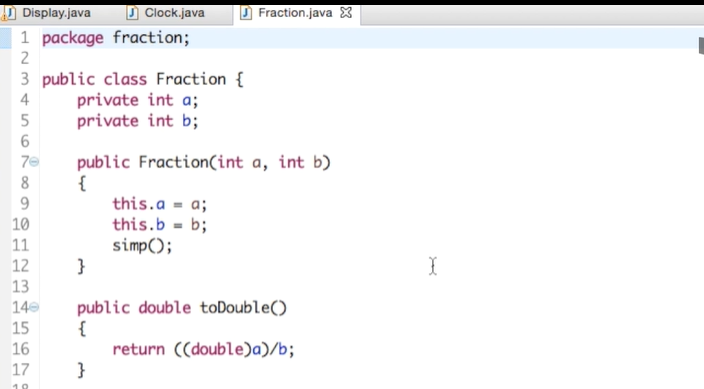 Display.java Clock.java Fraction.java
1 package fraction;
2
3 public class Fraction {
4     private int a;
5     private int b;
6
7     public Fraction(int a, int b)
8     {
9         this.a = a;
10         this.b = b;
11         simp();
12     }
13
14     public double toDouble()
15     {
16         return ((double)a)/b;
17     }